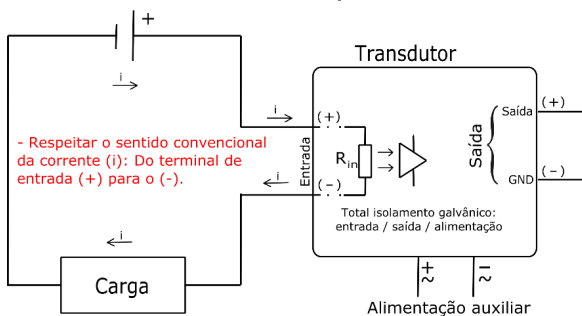 +
i
Transdutor
i
(+)
Saída
(+)
- Respeitar o sentido convencional
da corrente (i): Do terminal de
entrada (+) para o (-).
Entrada
Rin
Saída
i
(-)
GND
(-)
Total isolamento galvânico:
entrada / saída / alimentação
i
Carga
+
~
-
~
Alimentação auxiliar